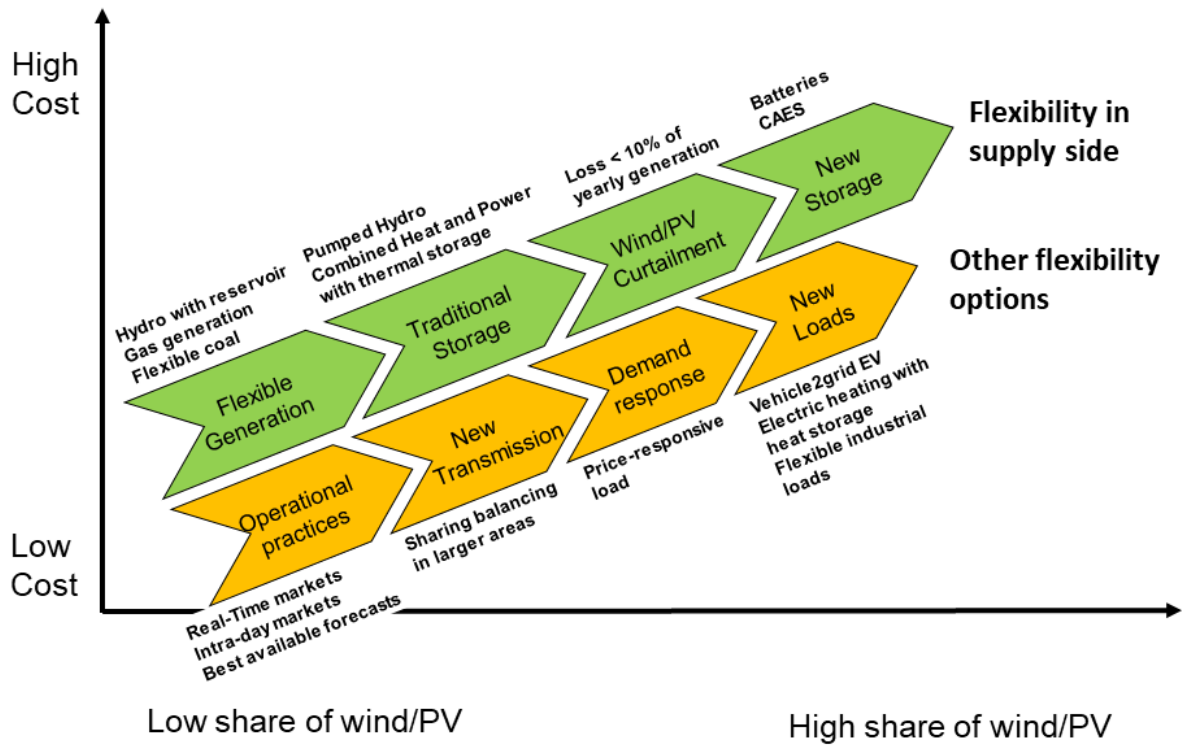 High
Cost
Batteries
CAES
Flexibility in
supply side
New
Storage
Loss < 10% of
yearly generation
Wind/PV
Curtailment
Pumped Hydro
Combined Heat and Power
with thermal storage
Traditional
Storage
Hydro with reservoir
Gas generation
Flexible coal
Flexible
Generation
Other flexibility
options
New
Loads
Vehicle2grid EV
Electric heating with
heat storage
Flexible industrial
loads
Demand
response
Price-responsive
load
New
Transmission
Sharing balancing
in larger areas
Operational
practices
Real-Time markets
Intra-day markets
Best available forecasts
Low
Cost
Low share of wind/PV
High share of wind/PV